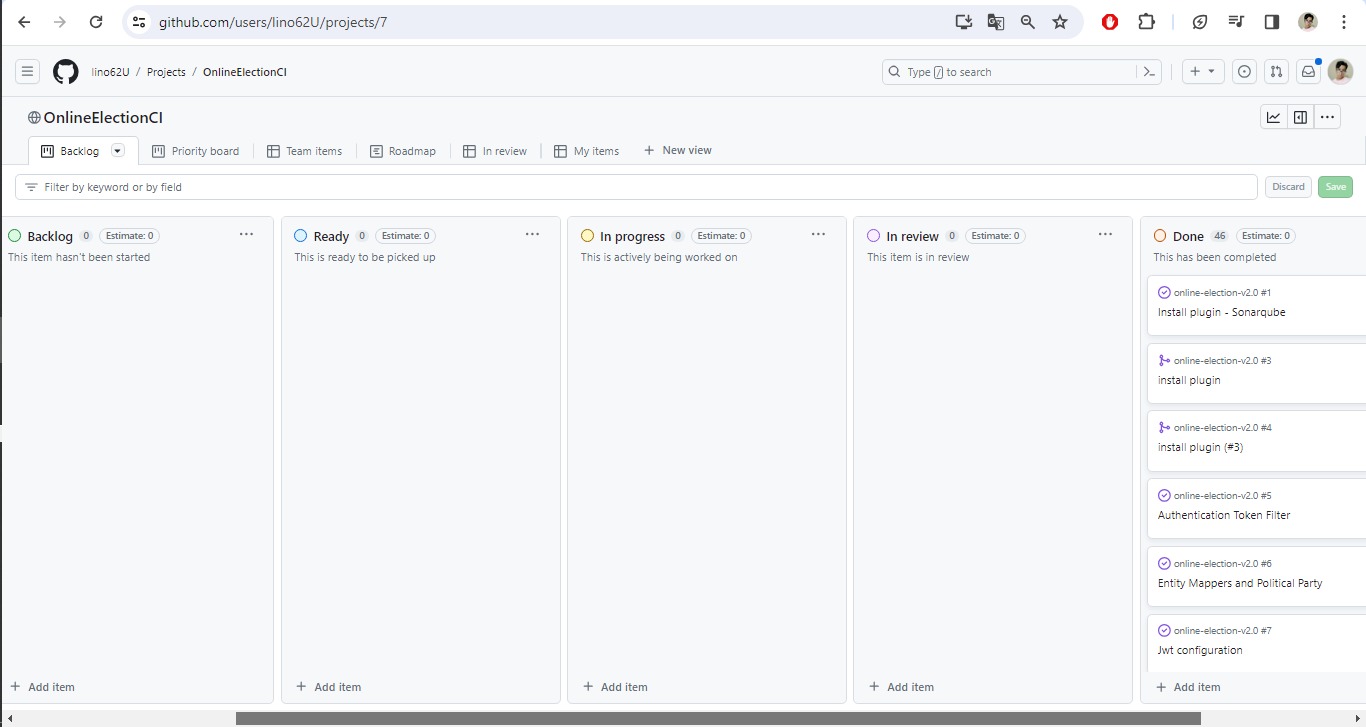 github.com/users/lino62U/projects/7
lino62U / Projects / OnlineElectionCI
Type / to search
OnlineElectionCI
Backlog
Priority board
Team items
Roadmap
In review
My items
New view
Filter by keyword or by field
Discard
Save
Backlog 0 Estimate: 0
This item hasn't been started
Add item
Ready 0 Estimate: 0
This is ready to be picked up
Add item
In progress 0 Estimate: 0
This is actively being worked on
Add item
In review 0 Estimate: 0
This item is in review
Add item
Done 46 Estimate: 0
This has been completed
online-election-v2.0 #1
Install plugin - Sonarqube
online-election-v2.0 #3
install plugin
online-election-v2.0 #4
install plugin (#3)
online-election-v2.0 #5
Authentication Token Filter
online-election-v2.0 #6
Entity Mappers and Political Party
online-election-v2.0 #7
Jwt configuration
Add item